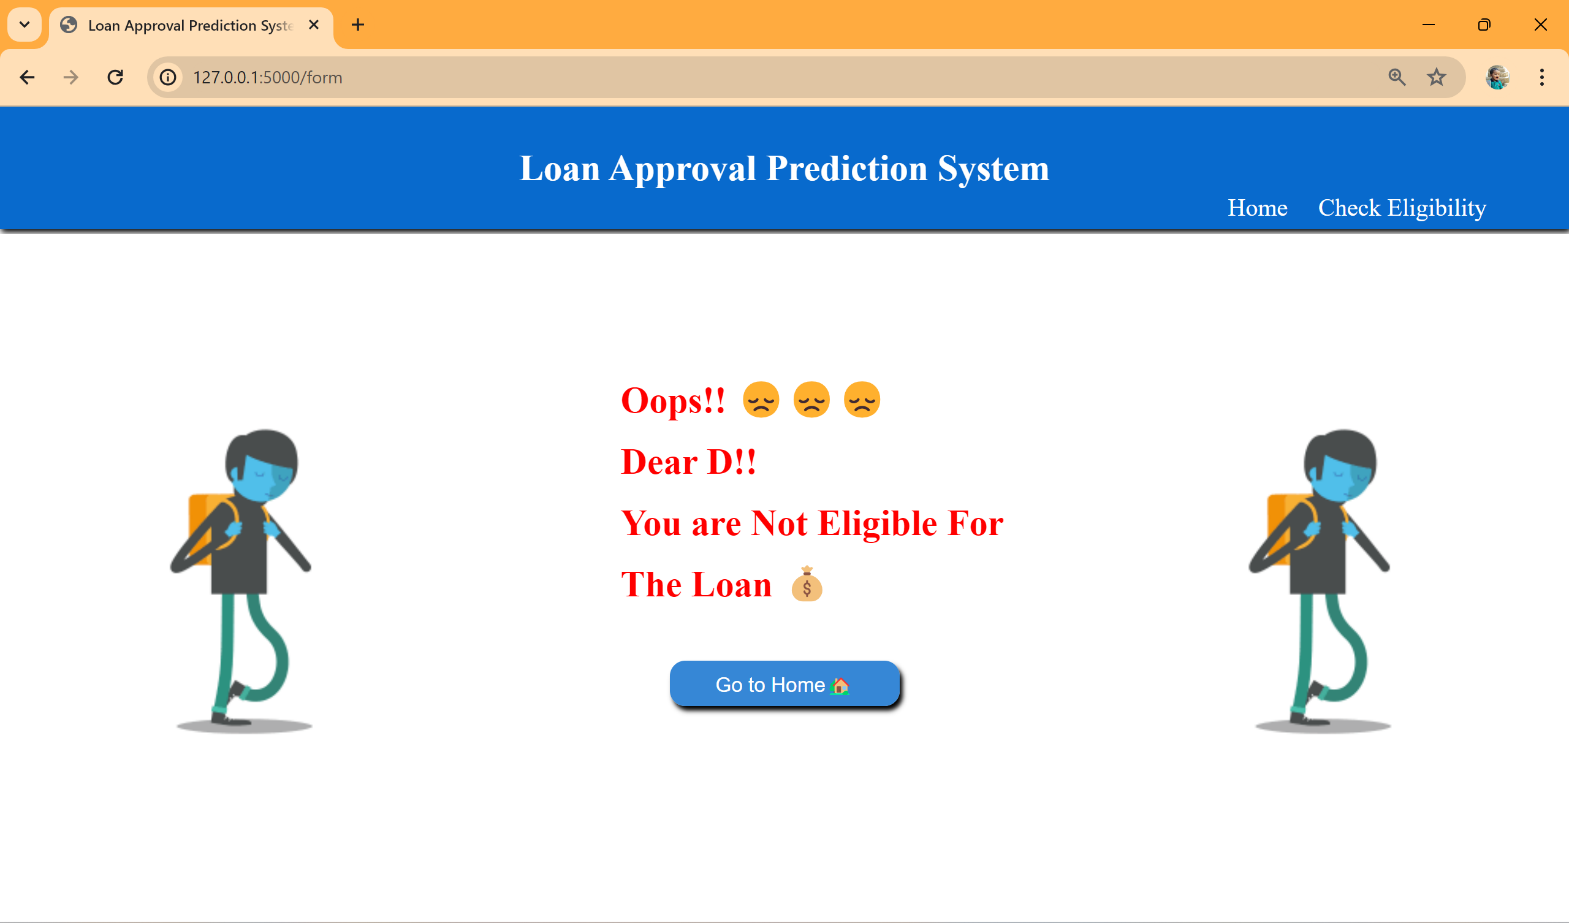 Loan Approval Prediction Syste
127.0.0.1:5000/form
Loan Approval Prediction System
Home Check Eligibility
Oops!! 😞 😞 😞
Dear D!!
You are Not Eligible For
The Loan 💰
Go to Home 🏡